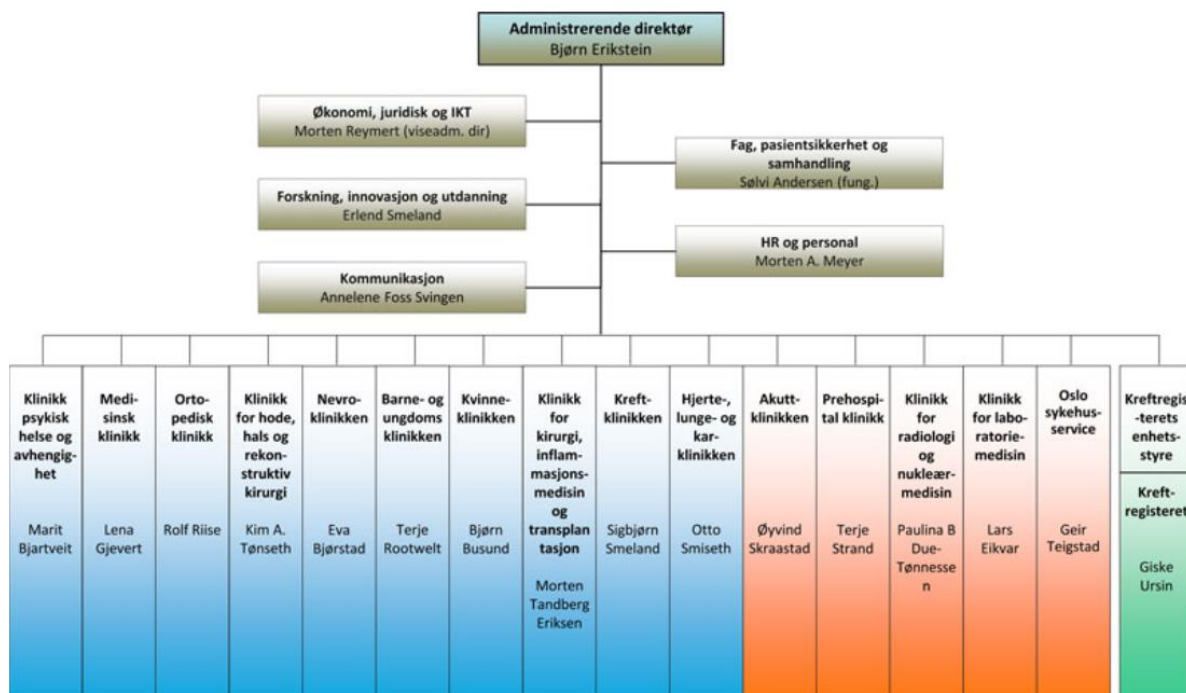 Administrerende direktør
Bjørn Erikstein
Økonomi, juridisk og IKT
Morten Reymert (viseadm. dir)
Fag, pasientsikkerhet og
samhandling
Sølvi Andersen (fung.)
Forskning, innovasjon og utdanning
Erlend Smeland
HR og personal
Morten A. Meyer
Kommunikasjon
Annelene Foss Svingen
Klinikk
psykisk
helse og
avhengig-
het
Marit
Bjartveit
Medi-
sinsk
klinikk
Lena
Gjevert
Orto-
pedisk
klinikk
Rolf Riise
Klinikk
for hode,
hals og
rekon-
struktiv
kirurgi
Kim A.
Tønseth
Nevro-
klinikken
Eva
Bjørstad
Barne- og
ungdoms
klinikken
Terje
Rootwelt
Kvinne-
klinikken
Bjørn
Busund
Klinikk
for
kirurgi,
inflam-
masjons-
medisin
og
transplan
tasjon
Morten
Tandberg
Eriksen
Kreft-
klinikken
Sigbjørn
Smeland
Hjerte-,
lunge- og
kar-
klinikken
Otto
Smiseth
Akutt-
klinikken
Øyvind
Skraastad
Prehospi-
tal klinikk
Terje
Strand
Klinikk
for
radiologi
og
nukleær-
medisin
Paulina B
Due-
Tønnesse
n
Klinikk
for labo-
ratorie-
medisin
Lars
Eikvar
Oslo
sykehus-
service
Geir
Teigstad
Kreftregis
-terets
enhets-
styre
Kreft-
registeret
Giske
Ursin